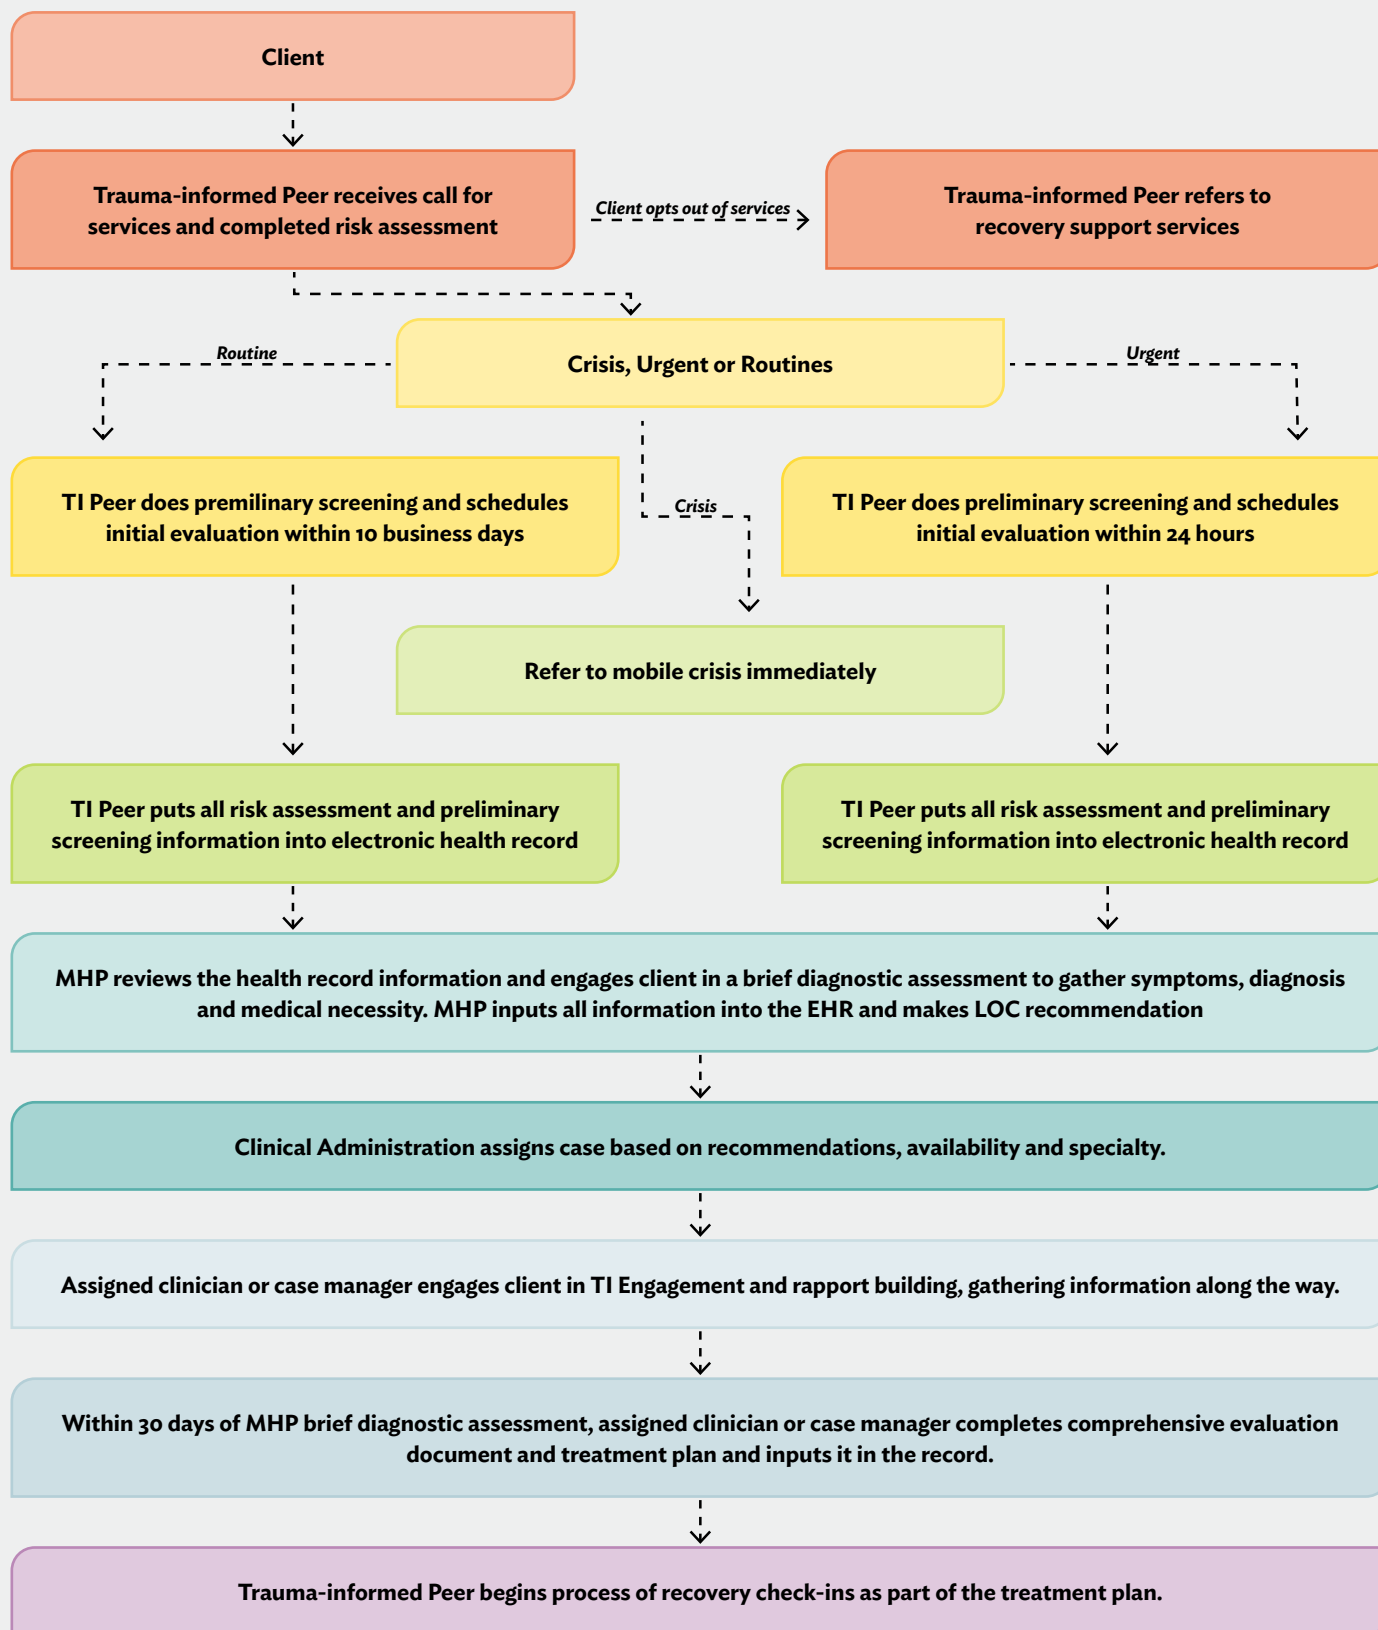 Client
Trauma-informed Peer receives call for
services and completed risk assessment
Client opts out of services
Trauma-informed Peer refers to
recovery support services
Routine
Crisis, Urgent or Routines
Urgent
TI Peer does premilinary screening and schedules
initial evaluation within 10 business days
Crisis
TI Peer does preliminary screening and schedules
initial evaluation within 24 hours
Refer to mobile crisis immediately
TI Peer puts all risk assessment and preliminary
screening information into electronic health record
TI Peer puts all risk assessment and preliminary
screening information into electronic health record
MHP reviews the health record information and engages client in a brief diagnostic assessment to gather symptoms, diagnosis
and medical necessity. MHP inputs all information into the EHR and makes LOC recommendation
Clinical Administration assigns case based on recommendations, availability and specialty.
Assigned clinician or case manager engages client in TI Engagement and rapport building, gathering information along the way.
Within 30 days of MHP brief diagnostic assessment, assigned clinician or case manager completes comprehensive evaluation
document and treatment plan and inputs it in the record.
Trauma-informed Peer begins process of recovery check-ins as part of the treatment plan.